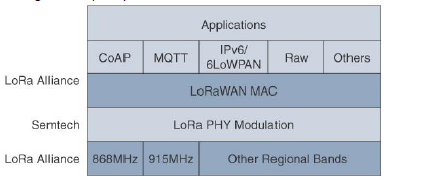 Applications
CoAP MQTT IPv6/ 6LoWPAN Raw Others
LoRa Alliance LoRaWAN MAC
Semtech LoRa PHY Modulation
LoRa Alliance 868MHz 915MHz Other Regional Bands